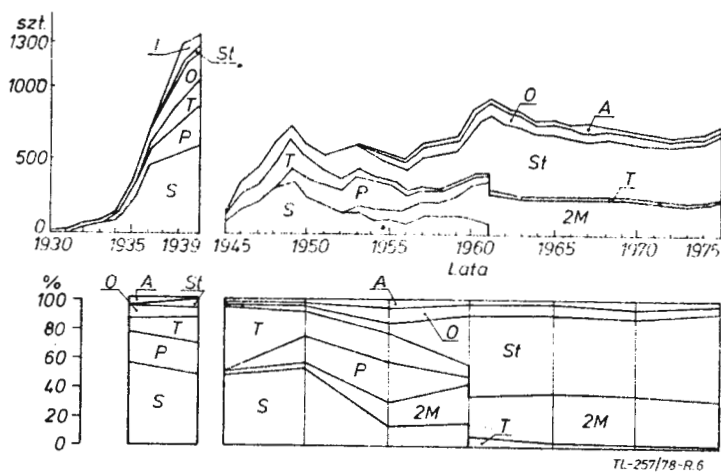 szt.
1300
1000
500
0
I
St
O
T
P
S
O
A
T
P
S
St
T
2M
1930
1935
1939
1945
1950
1955
1960
1965
1970
1975
Lata
%
100
80
60
40
20
0
O
A
St
T
P
S
A
O
T
P
S
2M
St
T
2M
TL-257/78-R.6